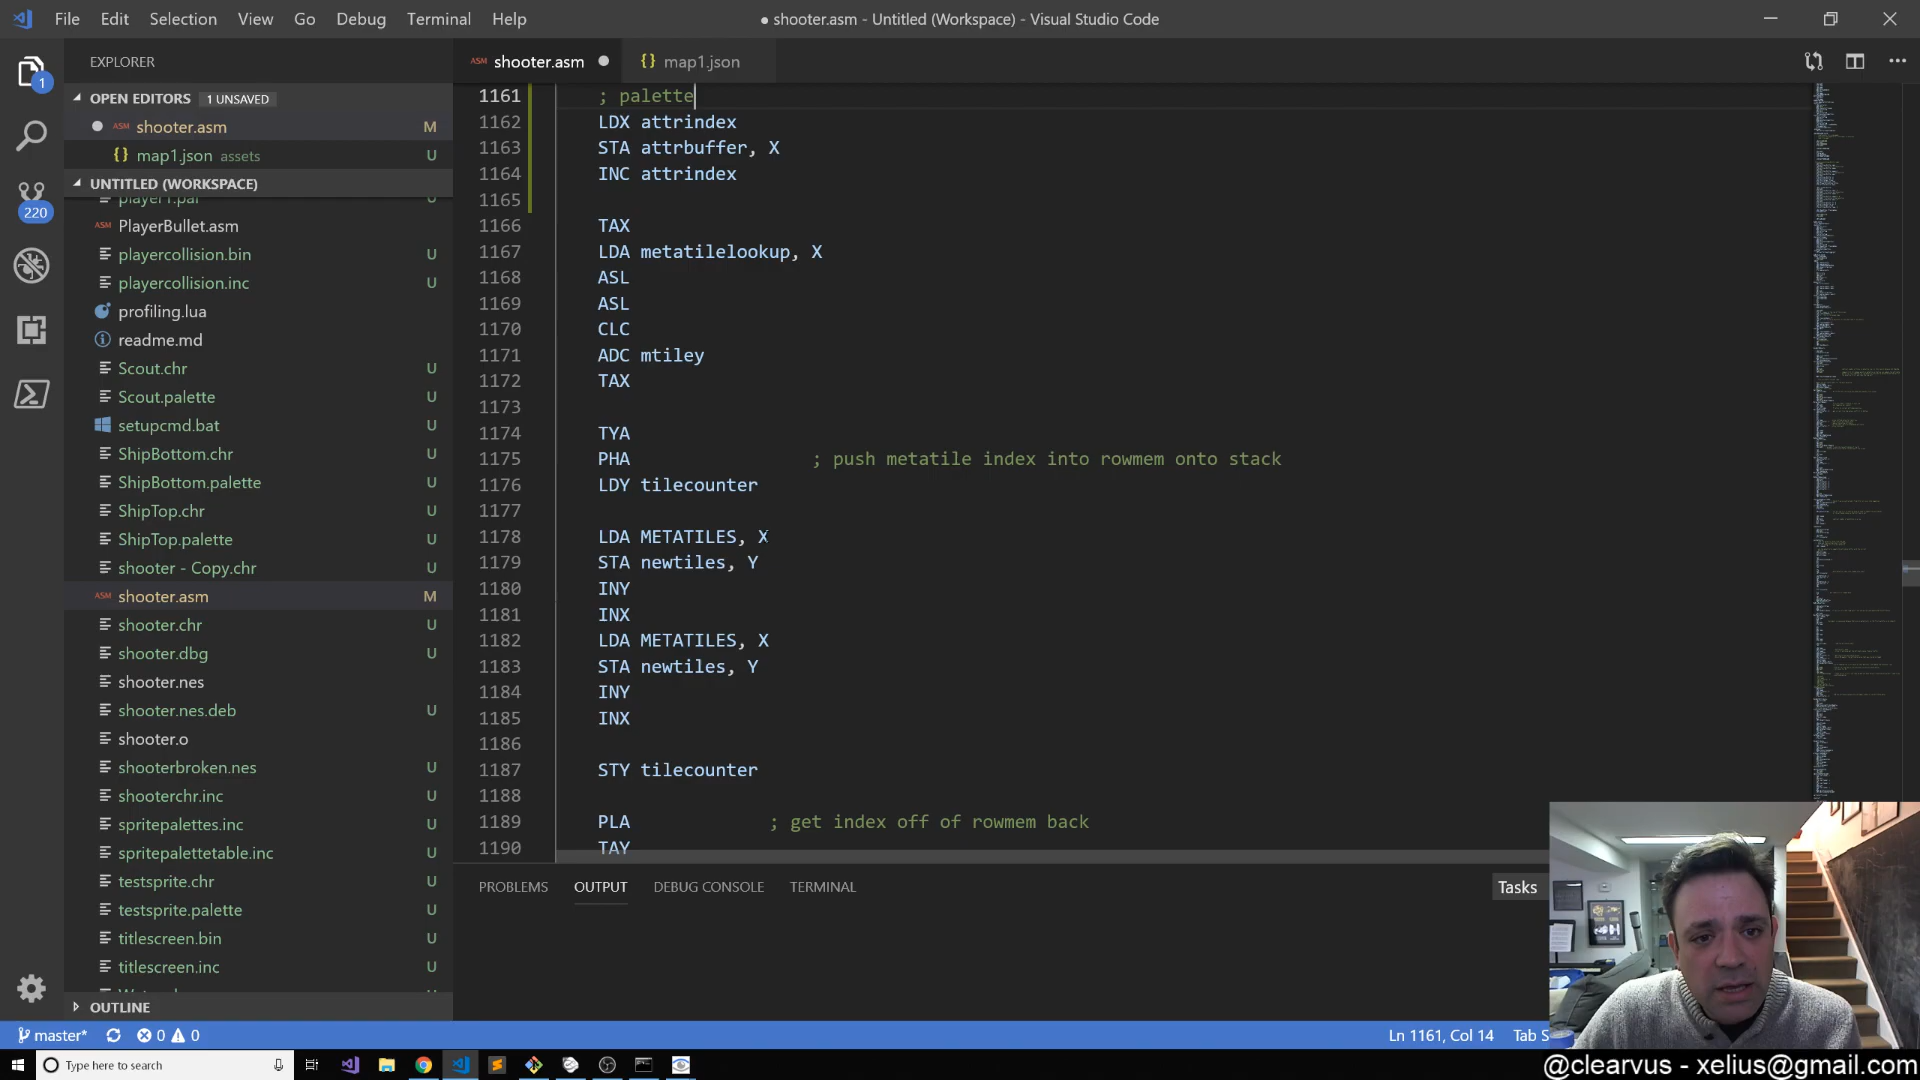 File Edit Selection View Go Debug Terminal Help
● shooter.asm - Untitled (Workspace) - Visual Studio Code
EXPLORER
ASM shooter.asm
{} map1.json
1
OPEN EDITORS 1 UNSAVED
ASM shooter.asm M
{} map1.json assets U
UNTITLED (WORKSPACE)
220
player1.pal U
ASM PlayerBullet.asm
playercollision.bin U
playercollision.inc U
profiling.lua
readme.md
Scout.chr U
Scout.palette U
setupcmd.bat U
ShipBottom.chr U
ShipBottom.palette U
ShipTop.chr U
ShipTop.palette U
shooter - Copy.chr U
ASM shooter.asm M
shooter.chr U
shooter.dbg U
shooter.nes
shooter.nes.deb U
shooter.o
shooterbroken.nes U
shooterchr.inc U
spritepalettes.inc U
spritepalettetable.inc U
testsprite.chr U
testsprite.palette U
titlescreen.bin U
titlescreen.inc U
OUTLINE
1161 ; palette
1162 LDX attrindex
1163 STA attrbuffer, X
1164 INC attrindex
1165
1166 TAX
1167 LDA metatilelookup, X
1168 ASL
1169 ASL
1170 CLC
1171 ADC mtiley
1172 TAX
1173
1174 TYA
1175 PHA ; push metatile index into rowmem onto stack
1176 LDY tilecounter
1177
1178 LDA METATILES, X
1179 STA newtiles, Y
1180 INY
1181 INX
1182 LDA METATILES, X
1183 STA newtiles, Y
1184 INY
1185 INX
1186
1187 STY tilecounter
1188
1189 PLA ; get index off of rowmem back
1190 TAY
PROBLEMS OUTPUT DEBUG CONSOLE TERMINAL
Tasks
master* 0 0
Ln 1161, Col 14 Tab S
Type here to search
@clearvus - xelius@gmail.com